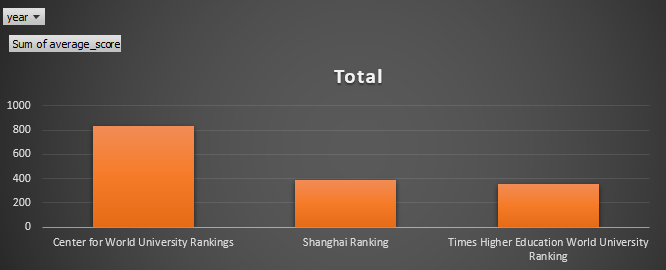 year
Sum of average_score
Total
1000
800
600
400
200
0
Center for World University Rankings
Shanghai Ranking
Times Higher Education World University
Ranking